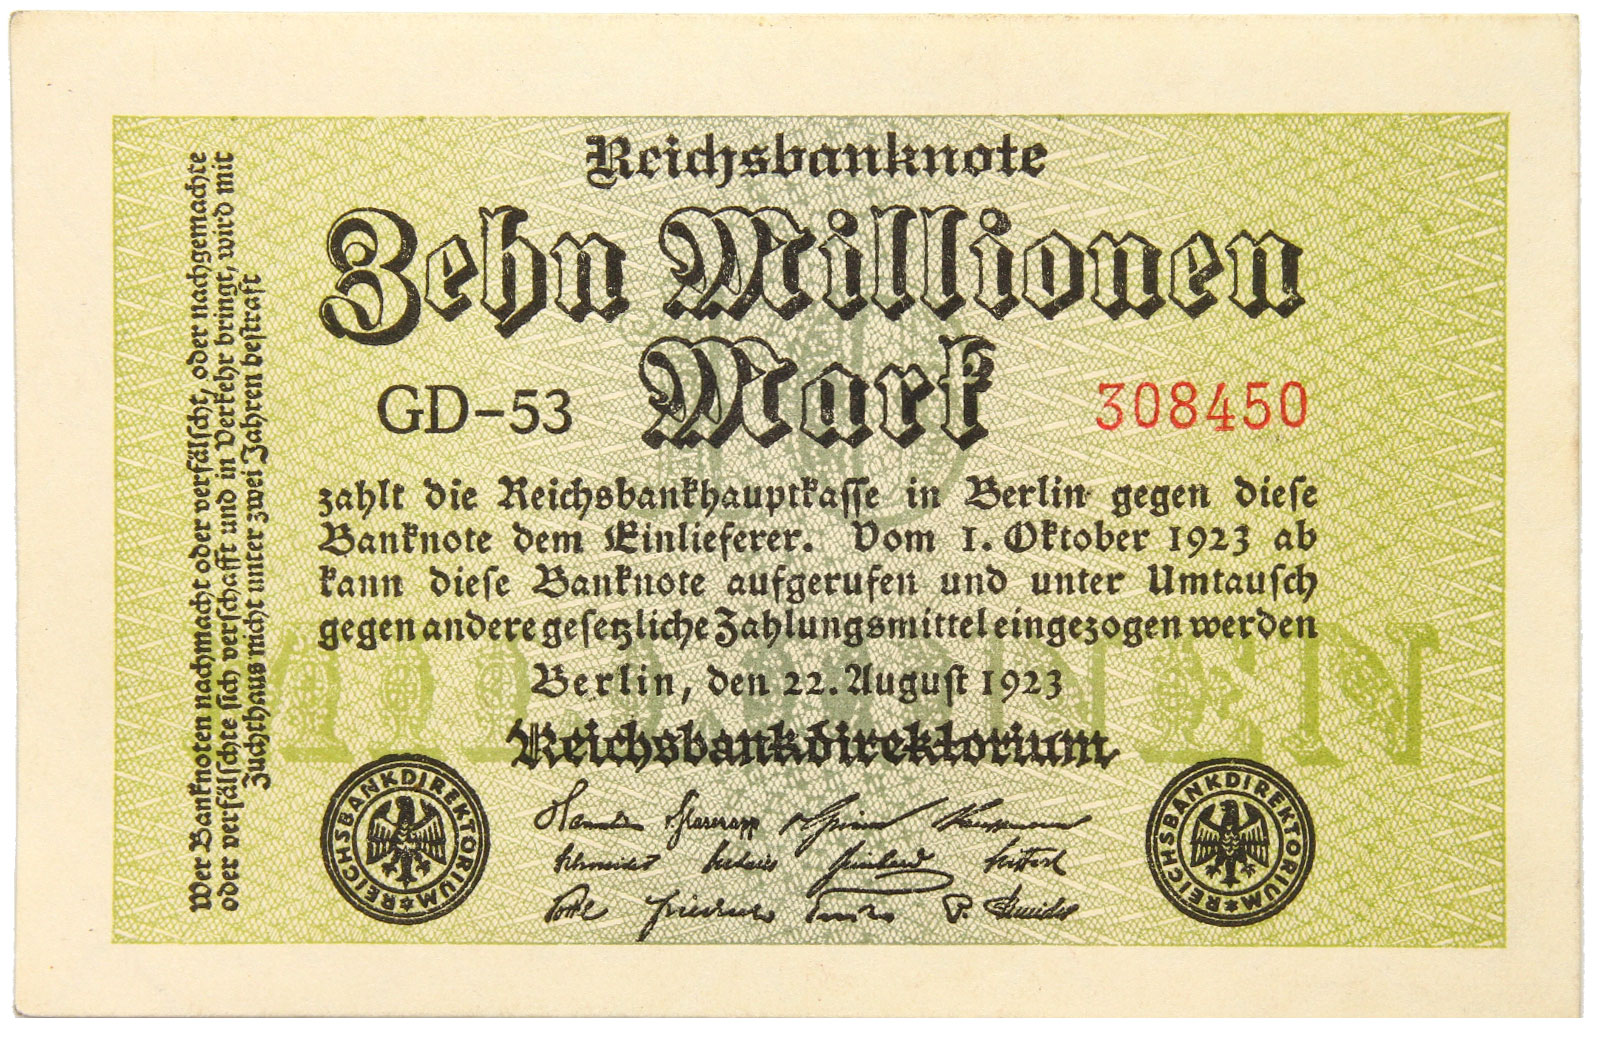 Reichsbanknote
Zehn Millionen
Mark
GD-53
308450
zahlt die Reichsbankhauptkasse in Berlin gegen diese
Banknote dem Einlieferer. Vom 1. Oktober 1923 ab
kann diese Banknote aufgerufen und unter Umtausch
gegen andere gesetzliche Zahlungsmittel eingezogen werden
Berlin, den 22. August 1923
Reichsbankdirektorium
REICHSBANKDIREKTORIUM
REICHSBANKDIREKTORIUM
Wer Banknoten nachmacht oder verfälscht, oder nachgemachte
oder verfälschte sich verschafft und in Verkehr bringt, wird mit
Zuchthaus nicht unter zwei Jahren bestraft
10